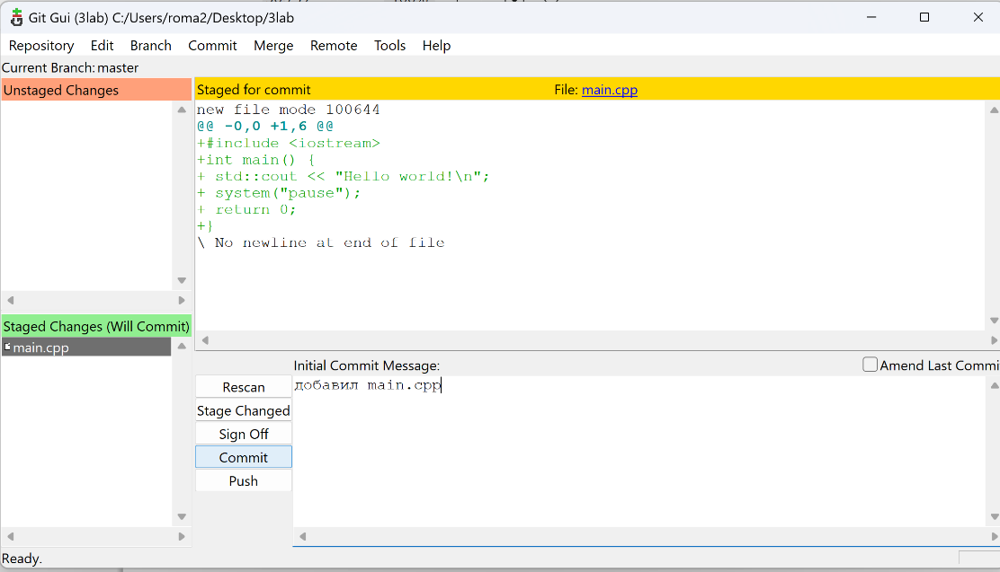 Git Gui (3lab) C:/Users/roma2/Desktop/3lab
Repository Edit Branch Commit Merge Remote Tools Help
Current Branch: master
Unstaged Changes
Staged for commit File: main.cpp
new file mode 100644
@@ -0,0 +1,6 @@
+#include <iostream>
+int main() {
+ std::cout << "Hello world!\n";
+ system("pause");
+ return 0;
+}
\ No newline at end of file
Staged Changes (Will Commit)
main.cpp
Initial Commit Message: Amend Last Commi
добавил main.cpp
Rescan
Stage Changed
Sign Off
Commit
Push
Ready.